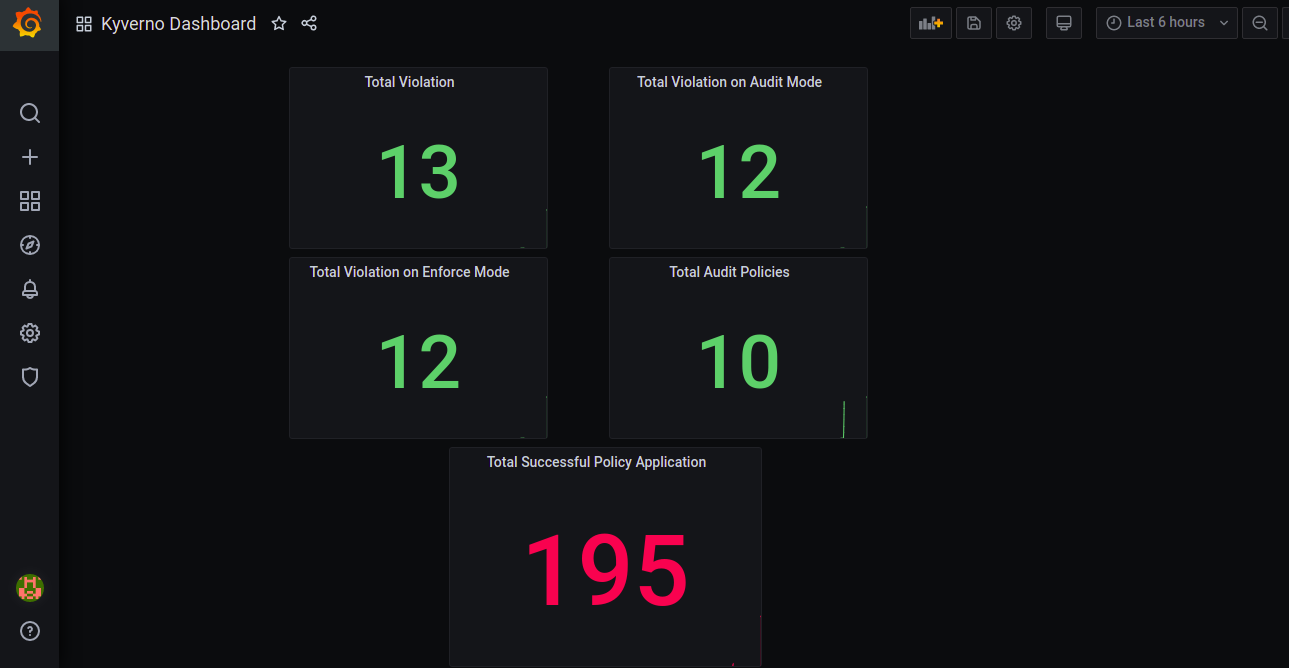 Kyverno Dashboard
Last 6 hours
Total Violation
13
Total Violation on Audit Mode
12
Total Violation on Enforce Mode
12
Total Audit Policies
10
Total Successful Policy Application
195